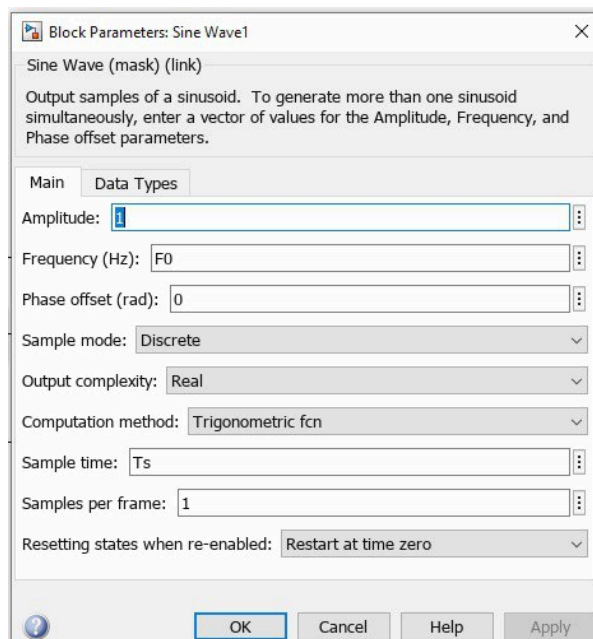 Block Parameters: Sine Wave1
Sine Wave (mask) (link)
Output samples of a sinusoid.  To generate more than one sinusoid
simultaneously, enter a vector of values for the Amplitude, Frequency, and
Phase offset parameters.
Main Data Types
Amplitude: 1
Frequency (Hz): F0
Phase offset (rad): 0
Sample mode: Discrete
Output complexity: Real
Computation method: Trigonometric fcn
Sample time: Ts
Samples per frame: 1
Resetting states when re-enabled: Restart at time zero
OK Cancel Help Apply